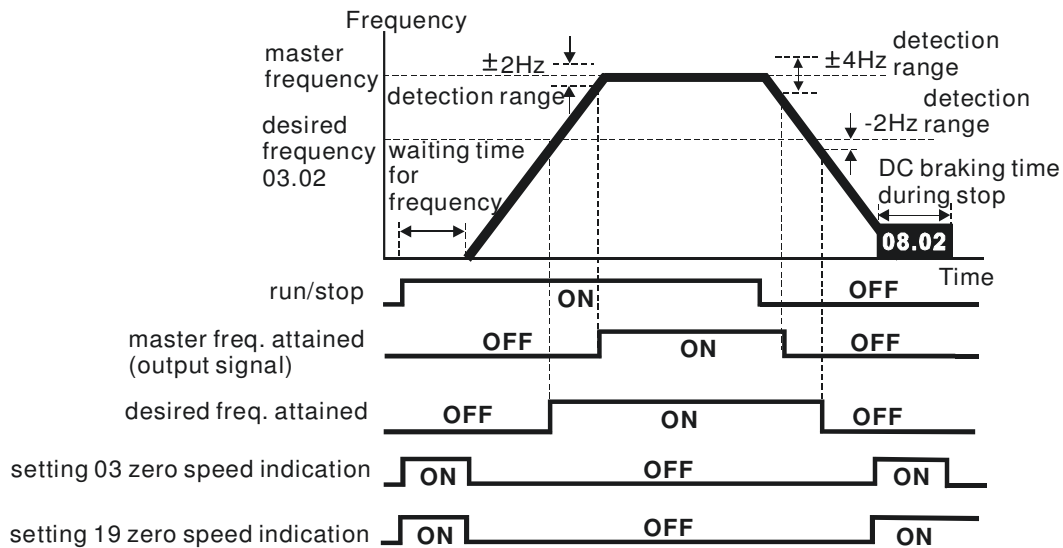 Frequency
master
frequency
±2Hz
detection range
±4Hz
detection
range
desired
frequency
03.02
waiting time
for
frequency
-2Hz
detection
range
DC braking time
during stop
08.02
Time
run/stop
ON
OFF
master freq. attained
(output signal)
OFF
ON
OFF
desired freq. attained
OFF
ON
OFF
setting 03 zero speed indication
ON
OFF
ON
setting 19 zero speed indication
ON
OFF
ON